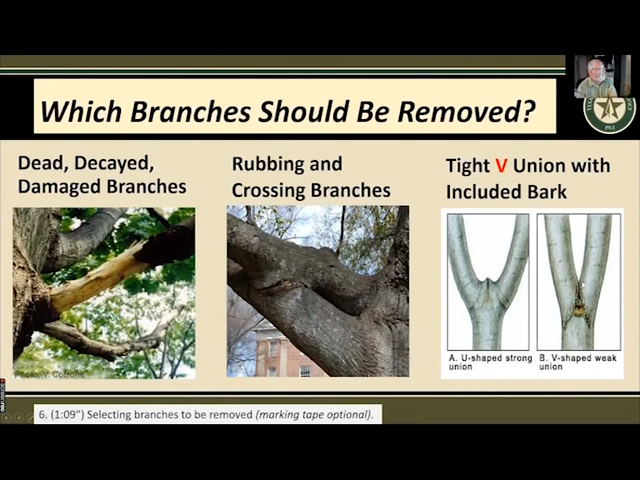 Which Branches Should Be Removed?
Dead, Decayed,
Damaged Branches
Rubbing and
Crossing Branches
Tight V Union with
Included Bark
Photo: V. Cotrone
A. U-shaped strong
union
B. V-shaped weak
union
1915
6. (1:09”) Selecting branches to be removed (marking tape optional).